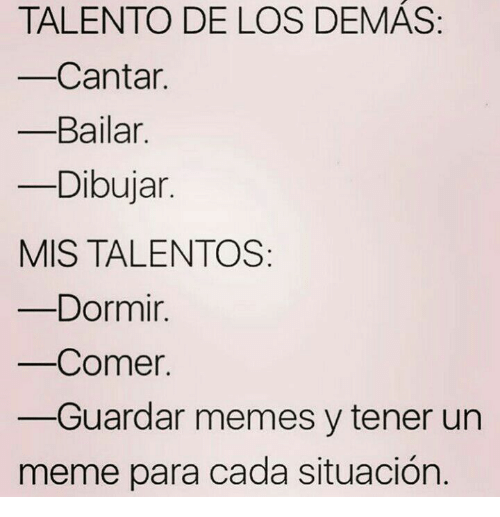 TALENTO DE LOS DEMÁS:
—Cantar.
—Bailar.
—Dibujar.
MIS TALENTOS:
—Dormir.
—Comer.
—Guardar memes y tener un
meme para cada situación.